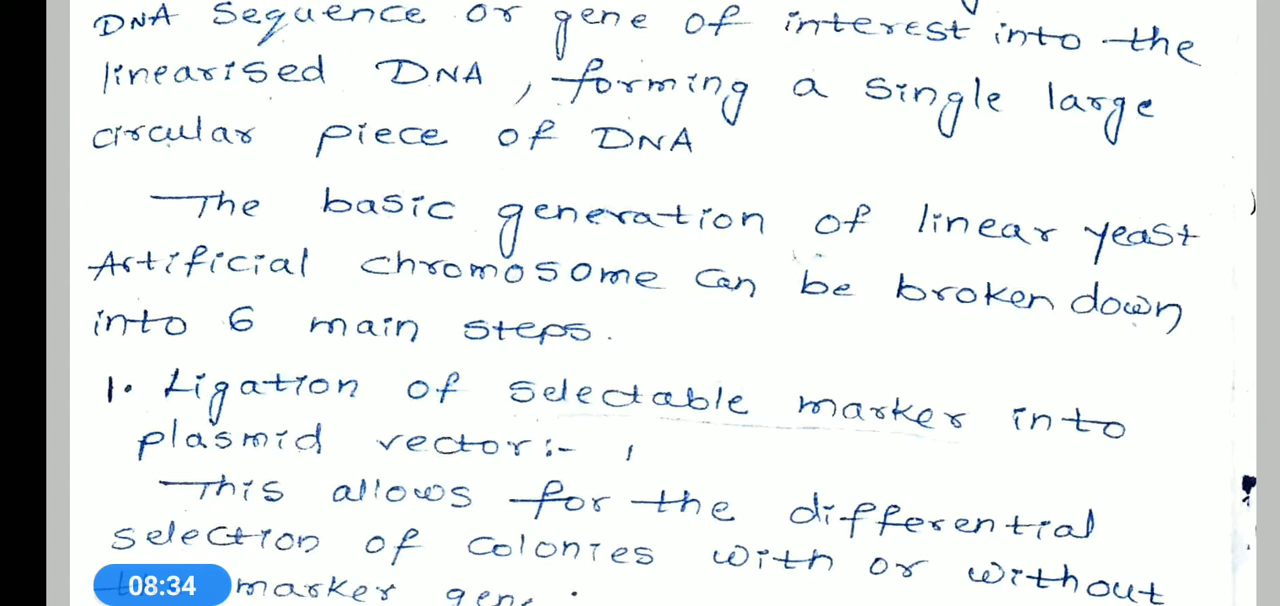 DNA Sequence or gene of interest into the
linearised DNA, forming a single large
circular piece of DNA
The basic generation of linear yeast
Artificial chromosome can be broken down
into 6 main steps.
1. Ligation of selectable marker into
plasmid vector:-
This allows for the differential
selection of colonies with or without
marker gene
08:34